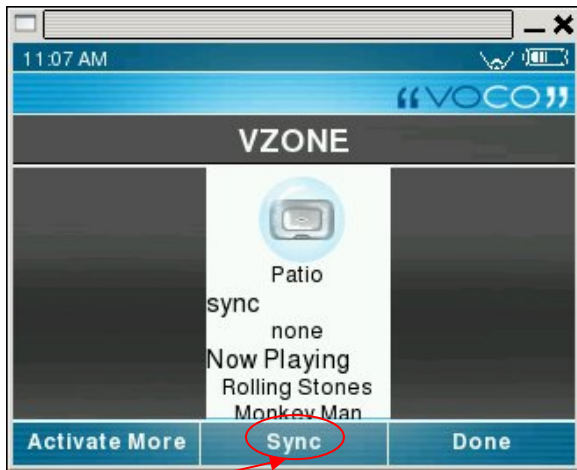 11:07 AM
“VOCO”
VZONE
Patio
sync
none
Now Playing
Rolling Stones
Monkey Man
Activate More Sync Done